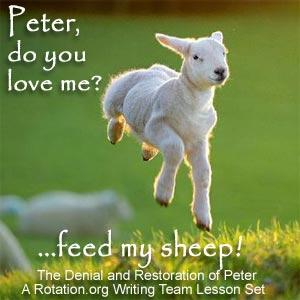 Peter,
do you
love me?
...feed my sheep!
The Denial and Restoration of Peter
A Rotation.org Writing Team Lesson Set